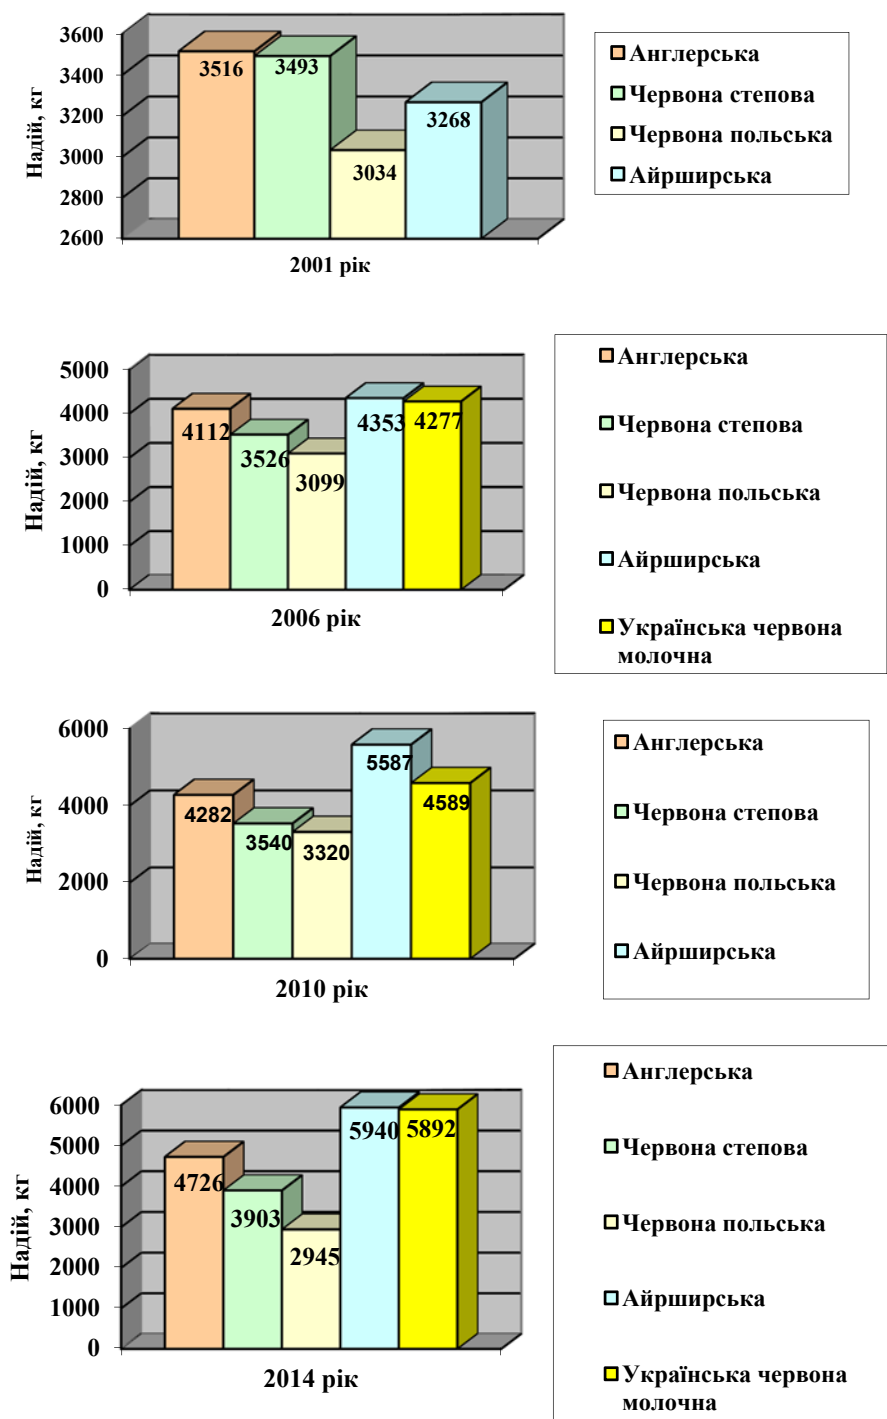 Надій, кг
3600
3400
3200
3000
2800
2600
3516
3493
3034
3268
2001 рік
Англерська
Червона степова
Червона польська
Айрширська
Надій, кг
5000
4000
3000
2000
1000
0
4112
3526
3099
4353
4277
2006 рік
Англерська
Червона степова
Червона польська
Айрширська
Українська червона
молочна
Надій, кг
6000
4000
2000
0
4282
3540
3320
5587
4589
2010 рік
Англерська
Червона степова
Червона польська
Айрширська
Надій, кг
6000
5000
4000
3000
2000
1000
0
4726
3903
2945
5940
5892
2014 рік
Англерська
Червона степова
Червона польська
Айрширська
Українська червона
молочна